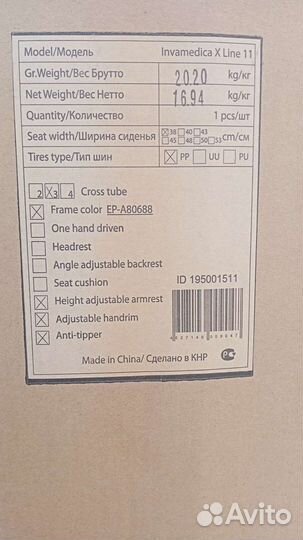 Model/Модель Invamedica X Line 11
Gr.Weight/Вес Брутто 20.20 kg/кг
Net Weight/Вес Нетто 16.94 kg/кг
Quantity/Количество 1 pcs/шт
Seat width/Ширина сиденья 38 40 43 45 48 50 53 cm/см
Tires type/Тип шин PP UU PU
2 X 3 4 Cross tube
Frame color EP-A80688
One hand driven
Headrest
Angle adjustable backrest
Seat cushion
ID 195001511
Height adjustable armrest
Adjustable handrim
Anti-tipper
Made in China/ Сделано в КНР
Avito